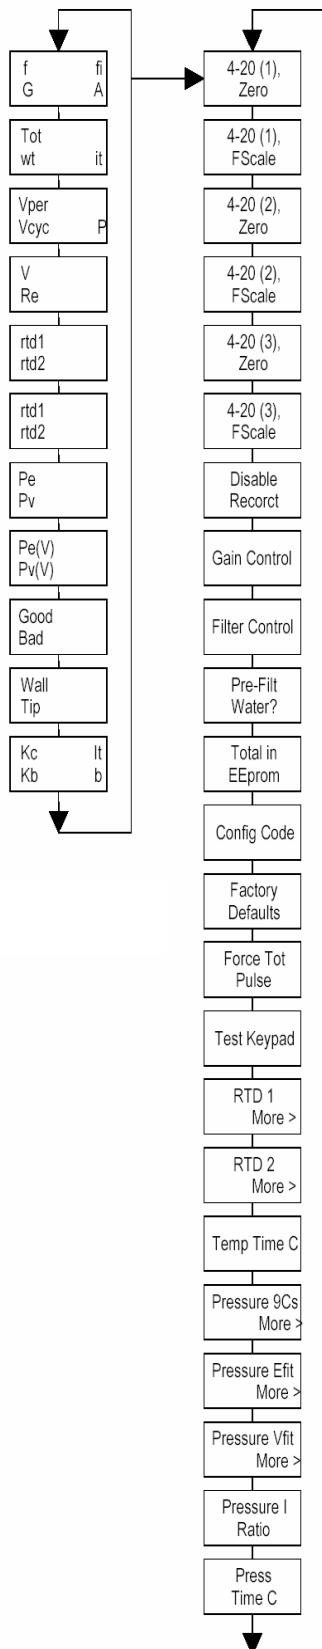 f fi
G A
Tot
wt it
Vper
Vcyc P
V
Re
rtd1
rtd2
rtd1
rtd2
Pe
Pv
Pe(V)
Pv(V)
Good
Bad
Wall
Tip
Kc It
Kb b
4-20 (1),
Zero
4-20 (1),
FScale
4-20 (2),
Zero
4-20 (2),
FScale
4-20 (3),
Zero
4-20 (3),
FScale
Disable
Recorct
Gain Control
Filter Control
Pre-Filt
Water?
Total in
EEprom
Config Code
Factory
Defaults
Force Tot
Pulse
Test Keypad
RTD 1
More >
RTD 2
More >
Temp Time C
Pressure 9Cs
More >
Pressure Efit
More >
Pressure Vfit
More >
Pressure I
Ratio
Press
Time C